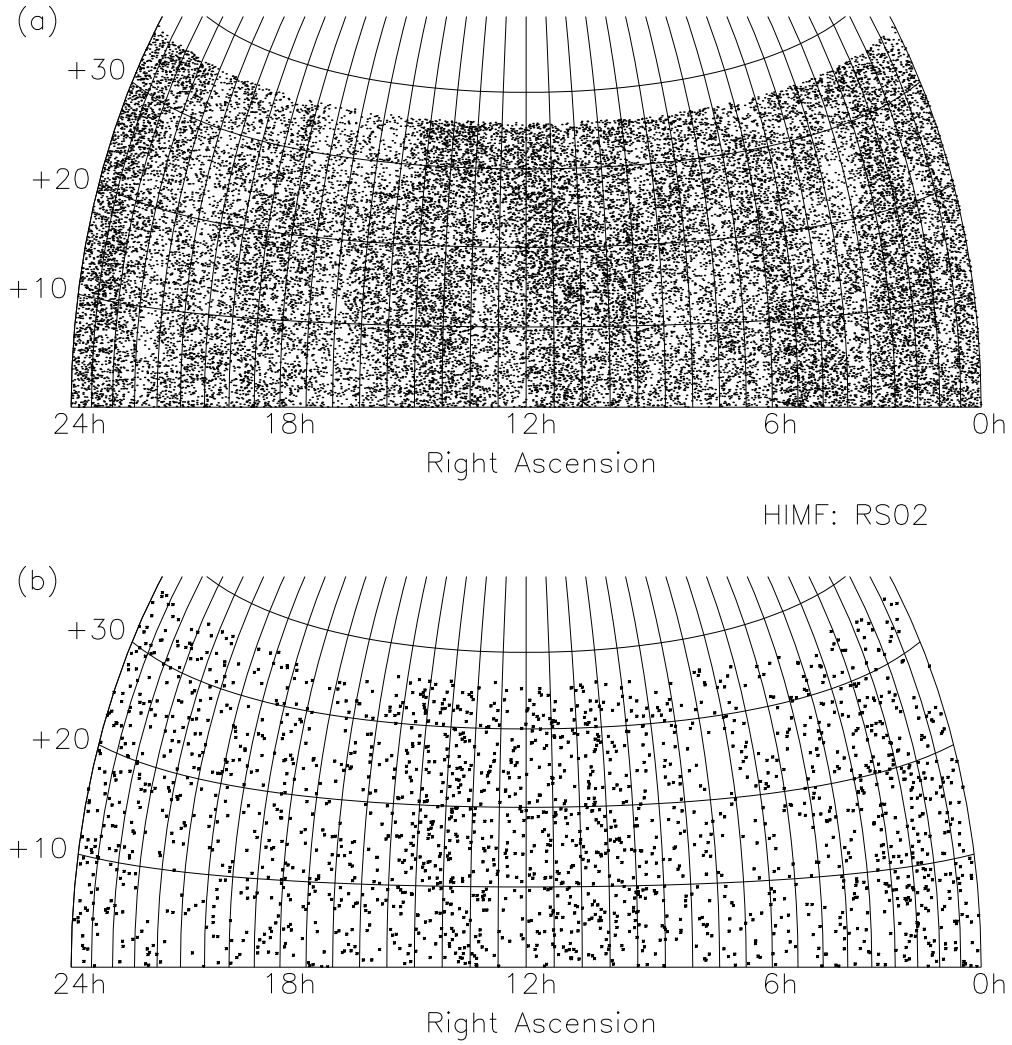 (a)
+30
+20
+10
24h 18h 12h 6h 0h
Right Ascension
HIMF: RS02
(b)
+30
+20
+10
24h 18h 12h 6h 0h
Right Ascension